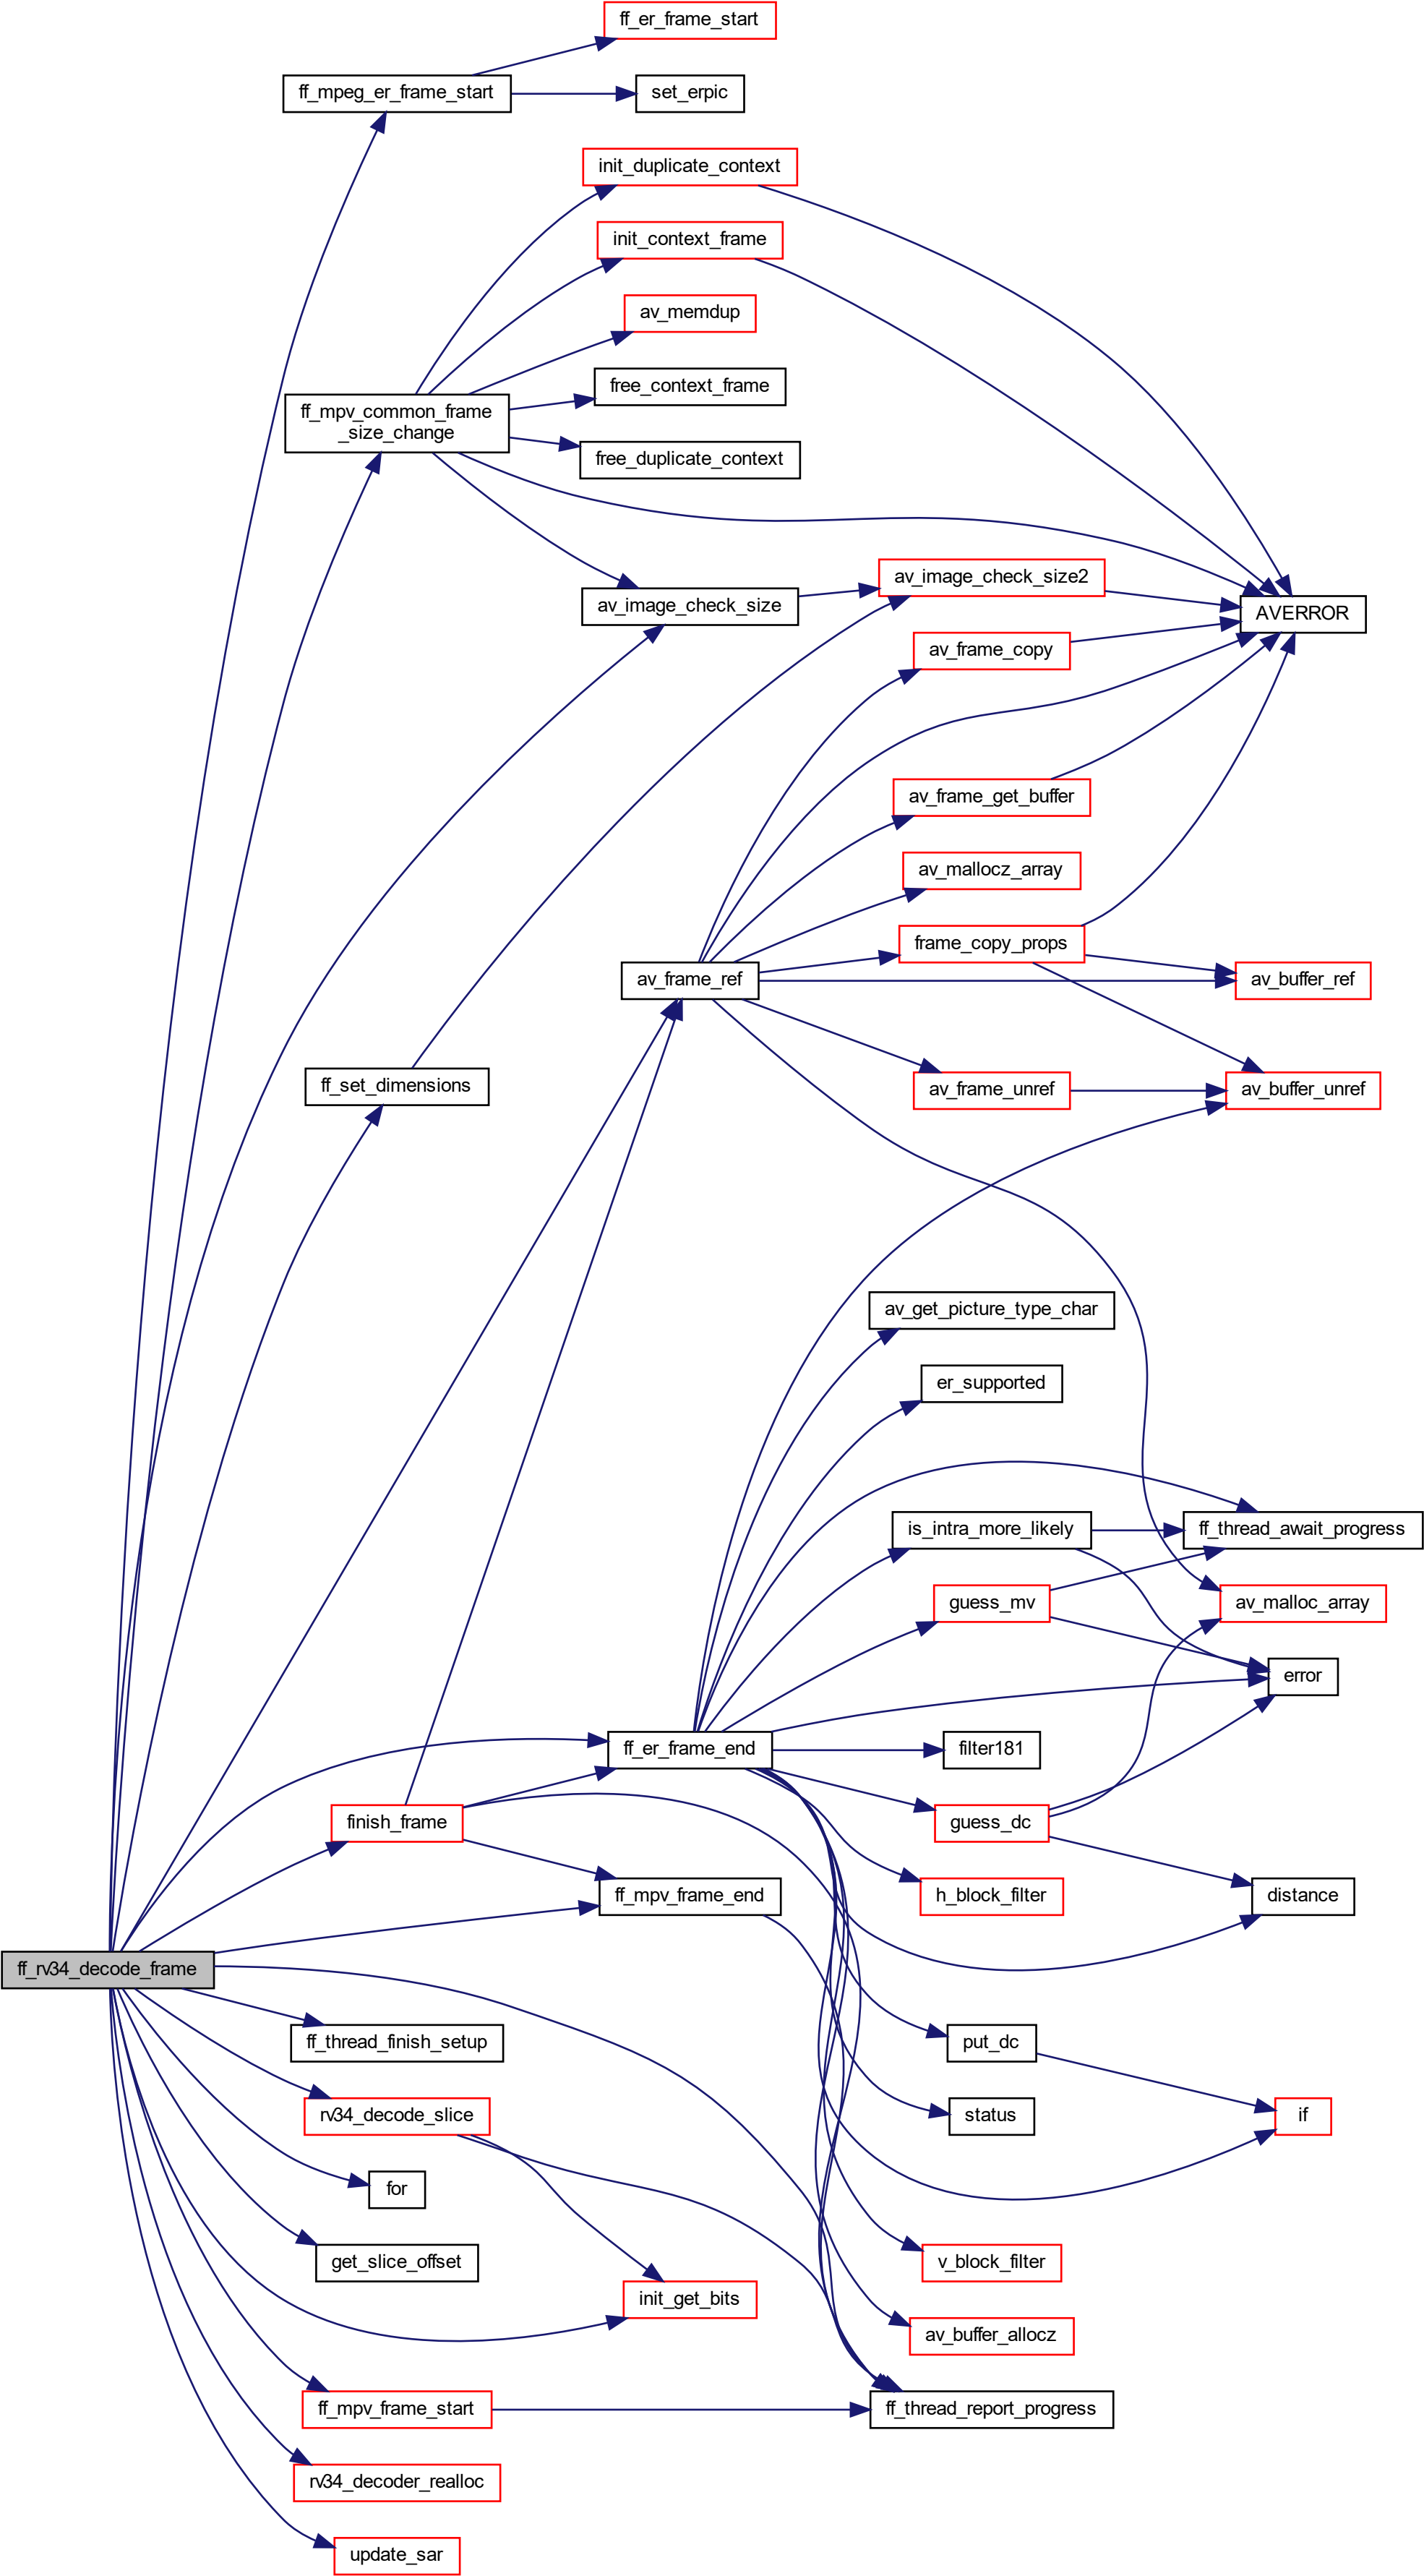 ff_er_frame_start
ff_mpeg_er_frame_start
set_erpic
init_duplicate_context
init_context_frame
av_memdup
free_context_frame
ff_mpv_common_frame
_size_change
free_duplicate_context
av_image_check_size2
av_image_check_size
AVERROR
av_frame_copy
av_frame_get_buffer
av_mallocz_array
frame_copy_props
av_frame_ref
av_buffer_ref
ff_set_dimensions
av_frame_unref
av_buffer_unref
av_get_picture_type_char
er_supported
is_intra_more_likely
ff_thread_await_progress
guess_mv
av_malloc_array
error
ff_er_frame_end
filter181
finish_frame
guess_dc
ff_mpv_frame_end
h_block_filter
distance
ff_rv34_decode_frame
ff_thread_finish_setup
put_dc
rv34_decode_slice
status
if
for
get_slice_offset
v_block_filter
init_get_bits
av_buffer_allocz
ff_mpv_frame_start
ff_thread_report_progress
rv34_decoder_realloc
update_sar